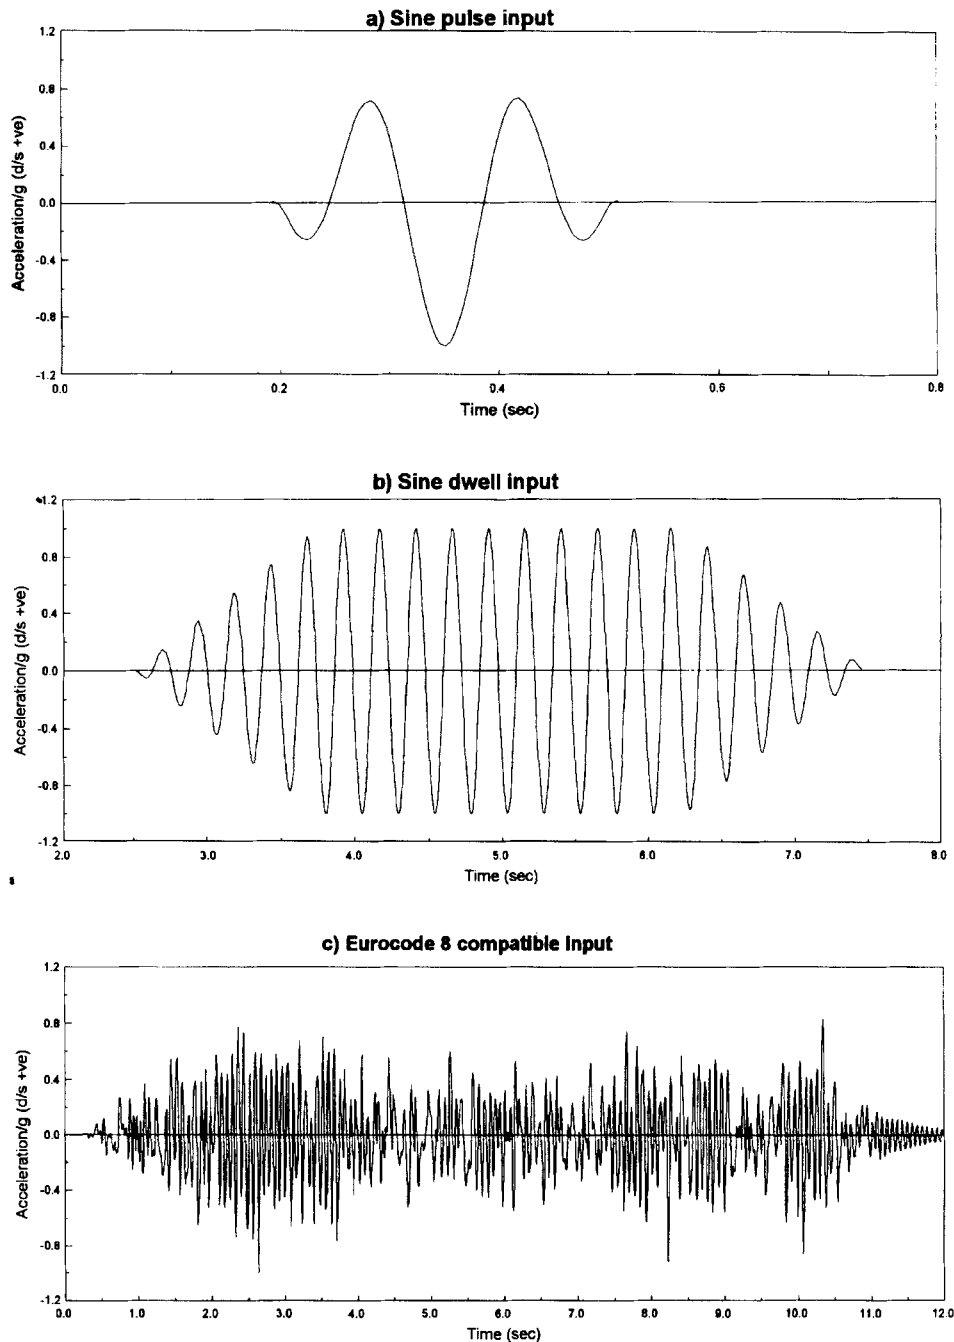 a) Sine pulse input
1.2
0.8
0.4
0.0
-0.4
-0.8
-1.2
Acceleration/g (d/s +ve)
0.0 0.2 0.4 0.6 0.8
Time (sec)
b) Sine dwell input
1.2
0.8
0.4
0.0
-0.4
-0.8
-1.2
Acceleration/g (d/s +ve)
2.0 3.0 4.0 5.0 6.0 7.0 8.0
Time (sec)
c) Eurocode 8 compatible input
1.2
0.8
0.4
0.0
-0.4
-0.8
-1.2
Acceleration/g (d/s +ve)
0.0 1.0 2.0 3.0 4.0 5.0 6.0 7.0 8.0 9.0 10.0 11.0 12.0
Time (sec)